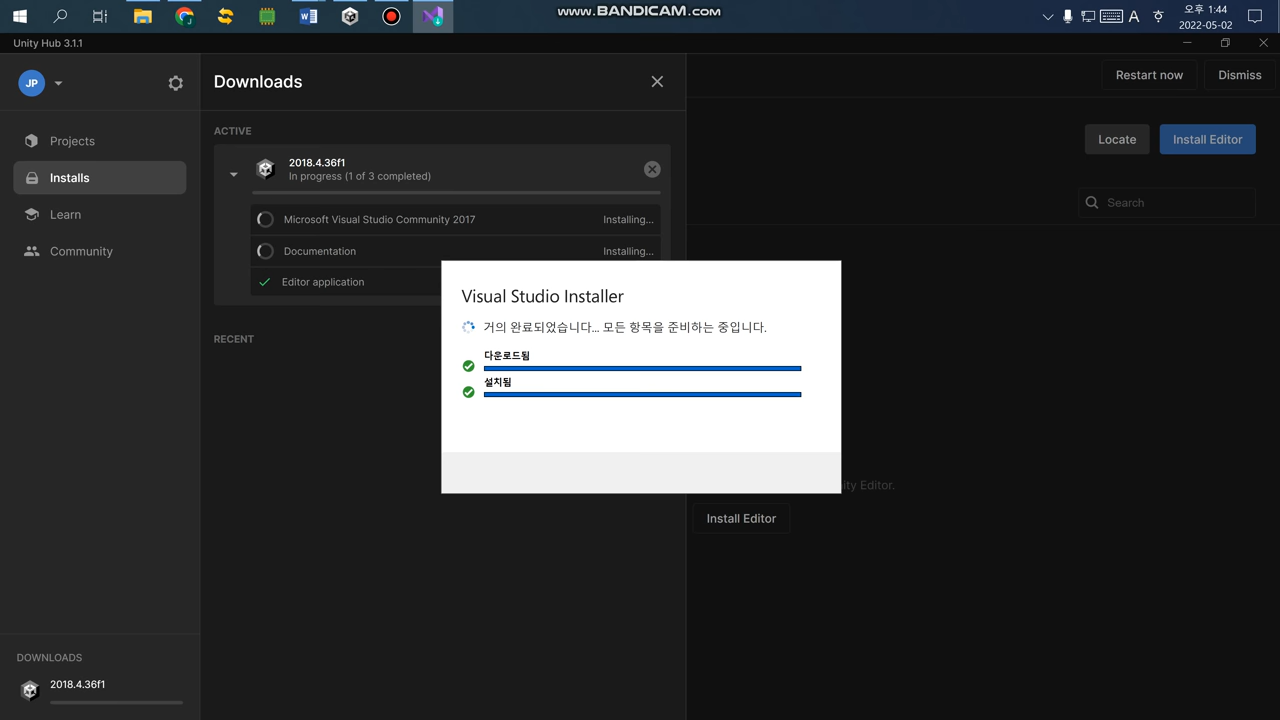 www.BANDICAM.com
A
오후 1:44
2022-05-02
Unity Hub 3.1.1
JP
Projects
Installs
Learn
Community
DOWNLOADS
2018.4.36f1
Downloads
ACTIVE
2018.4.36f1
In progress (1 of 3 completed)
Microsoft Visual Studio Community 2017 Installing...
Documentation Installing...
Editor application
RECENT
Restart now Dismiss
Locate Install Editor
Search
Visual Studio Installer
거의 완료되었습니다... 모든 항목을 준비하는 중입니다.
다운로드됨
설치됨
Editor.
Install Editor